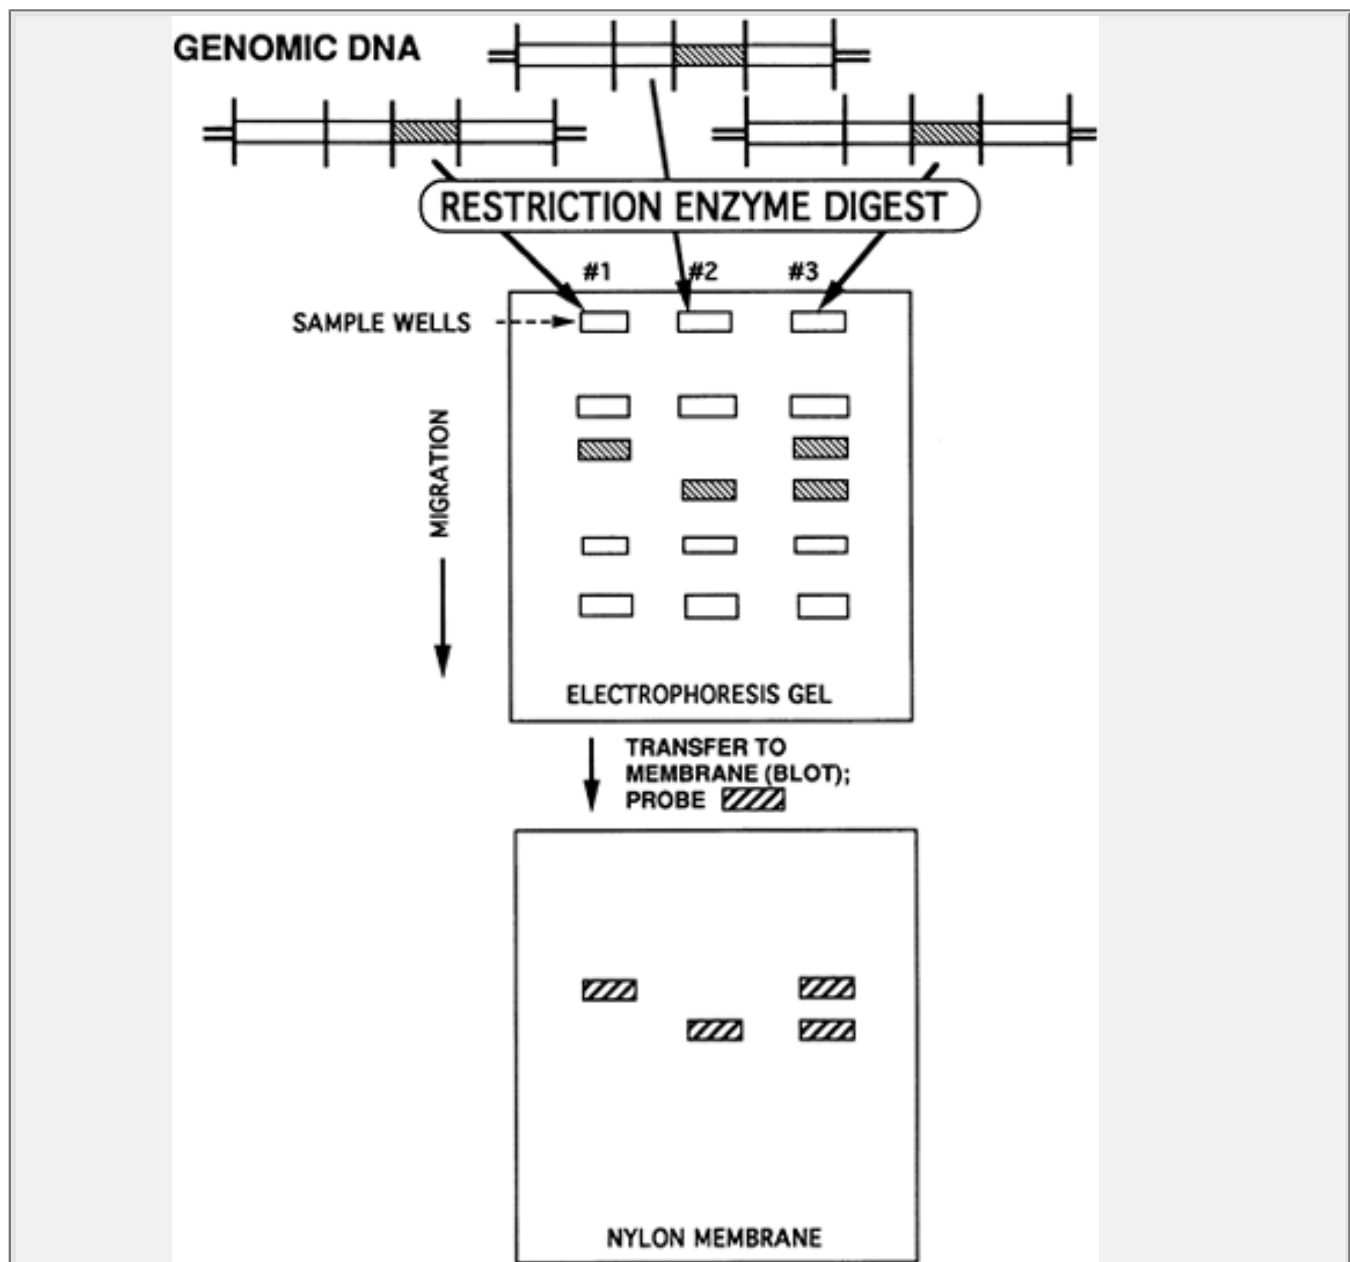 GENOMIC DNA
RESTRICTION ENZYME DIGEST
#1 #2 #3
SAMPLE WELLS
MIGRATION
ELECTROPHORESIS GEL
TRANSFER TO
MEMBRANE (BLOT);
PROBE
NYLON MEMBRANE